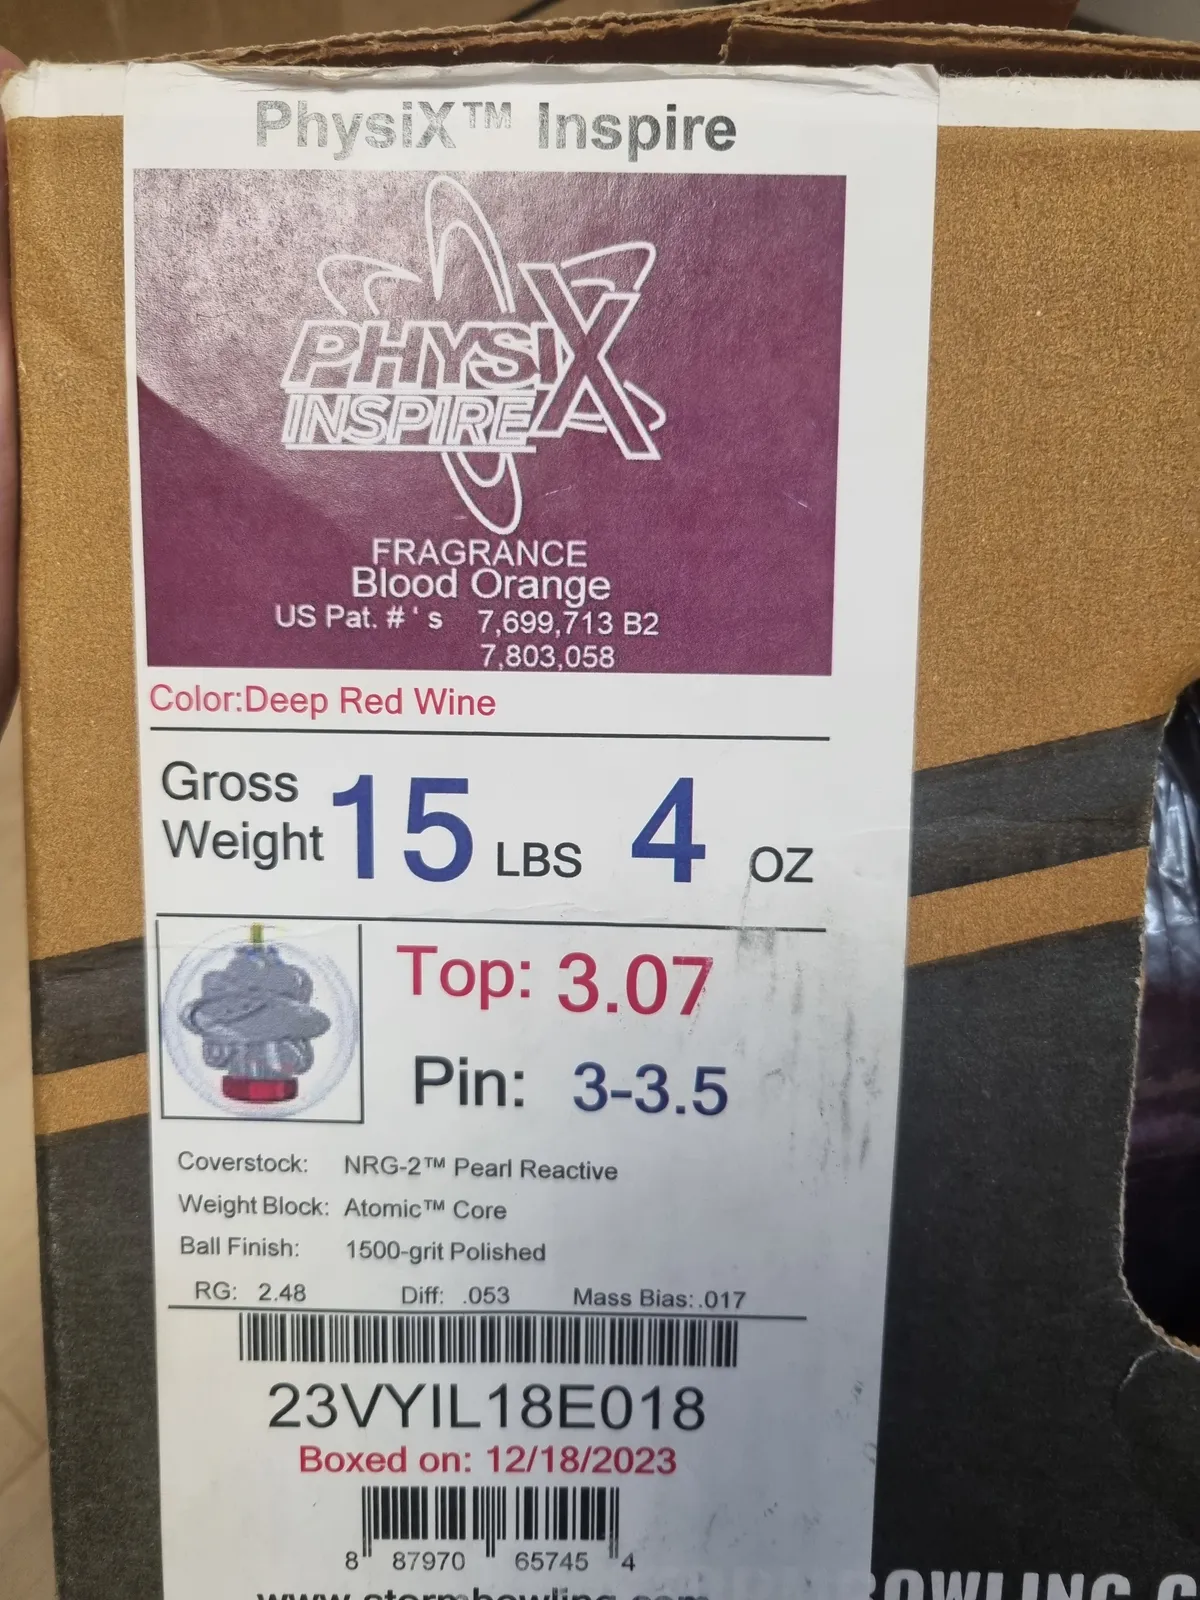 PhysiX™ Inspire
PHYSIX
INSPIRE
FRAGRANCE
Blood Orange
US Pat. # ' s 7,699,713 B2
7,803,058
Color:Deep Red Wine
Gross Weight 15 LBS 4 OZ
Top: 3.07
Pin: 3-3.5
Coverstock: NRG-2™ Pearl Reactive
Weight Block: Atomic™ Core
Ball Finish: 1500-grit Polished
RG: 2.48 Diff: .053 Mass Bias: .017
23VYIL18E018
Boxed on: 12/18/2023
8 87970 65745 4
www.stormbowling.com